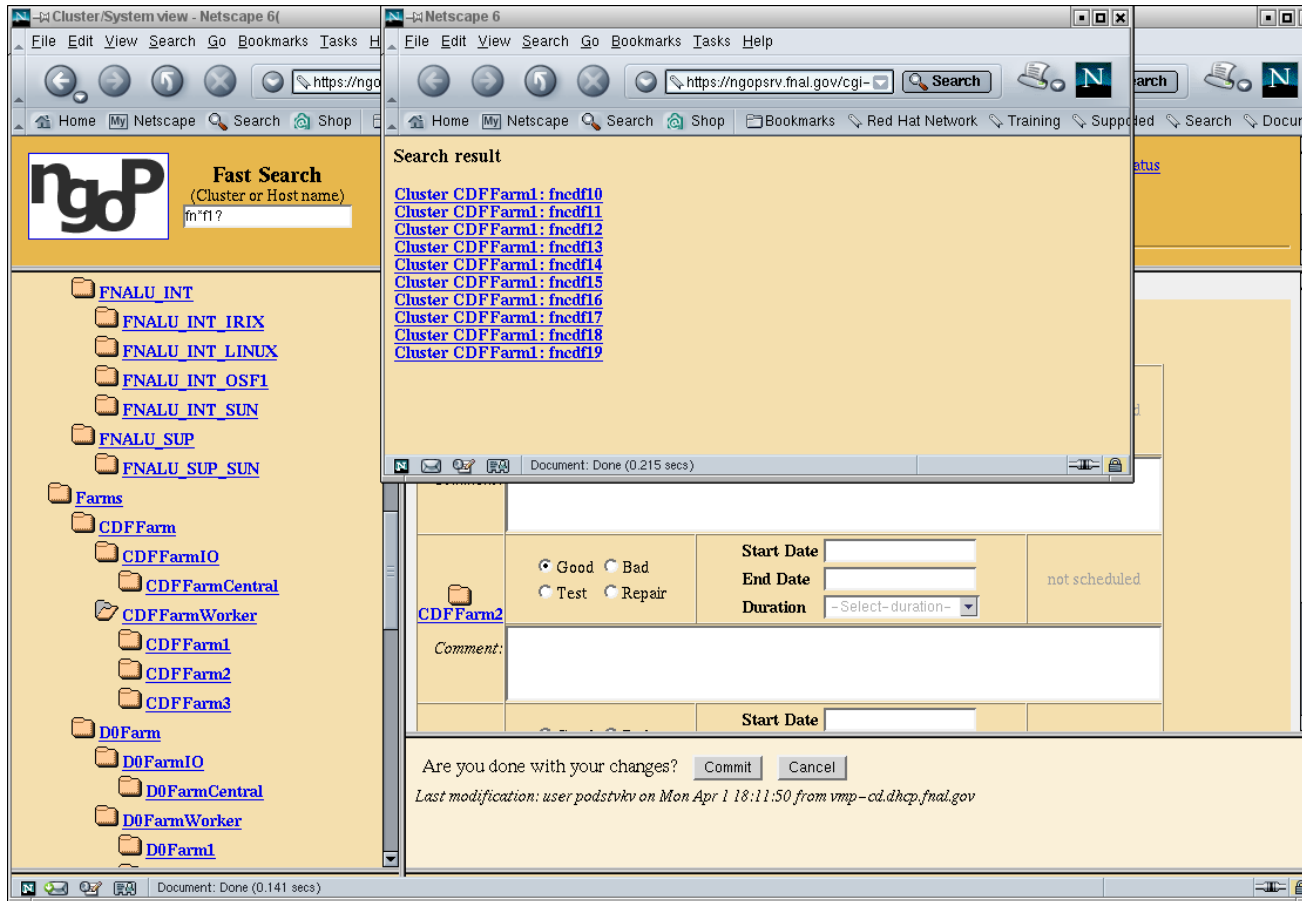 Cluster/System view - Netscape 6(
File Edit View Search Go Bookmarks Tasks H
https://ngo
Home My Netscape Search Shop
ngoP
Fast Search
(Cluster or Host name)
fn*f1?
FNALU_INT
FNALU_INT_IRIX
FNALU_INT_LINUX
FNALU_INT_OSF1
FNALU_INT_SUN
FNALU_SUP
FNALU_SUP_SUN
Farms
CDFFarm
CDFFarmIO
CDFFarmCentral
CDFFarmWorker
CDFFarm1
CDFFarm2
CDFFarm3
D0Farm
D0FarmIO
D0FarmCentral
D0FarmWorker
D0Farm1
Netscape 6
File Edit View Search Go Bookmarks Tasks Help
https://ngopsrv.fnal.gov/cgi- Search N
Home My Netscape Search Shop Bookmarks Red Hat Network Training
Search result
Cluster CDFFarm1: fncdf10
Cluster CDFFarm1: fncdf11
Cluster CDFFarm1: fncdf12
Cluster CDFFarm1: fncdf13
Cluster CDFFarm1: fncdf14
Cluster CDFFarm1: fncdf15
Cluster CDFFarm1: fncdf16
Cluster CDFFarm1: fncdf17
Cluster CDFFarm1: fncdf18
Cluster CDFFarm1: fncdf19
Document: Done (0.215 secs)
earch N
Search Docum
atus
Good Bad
Test Repair
Start Date
End Date
Duration -Select-duration-
not scheduled
CDFFarm2
Comment:
Start Date
Are you done with your changes? Commit Cancel
Last modification: user podstvkv on Mon Apr 1 18:11:50 from vmp-cd.dhcp.fnal.gov
Document: Done (0.141 secs)